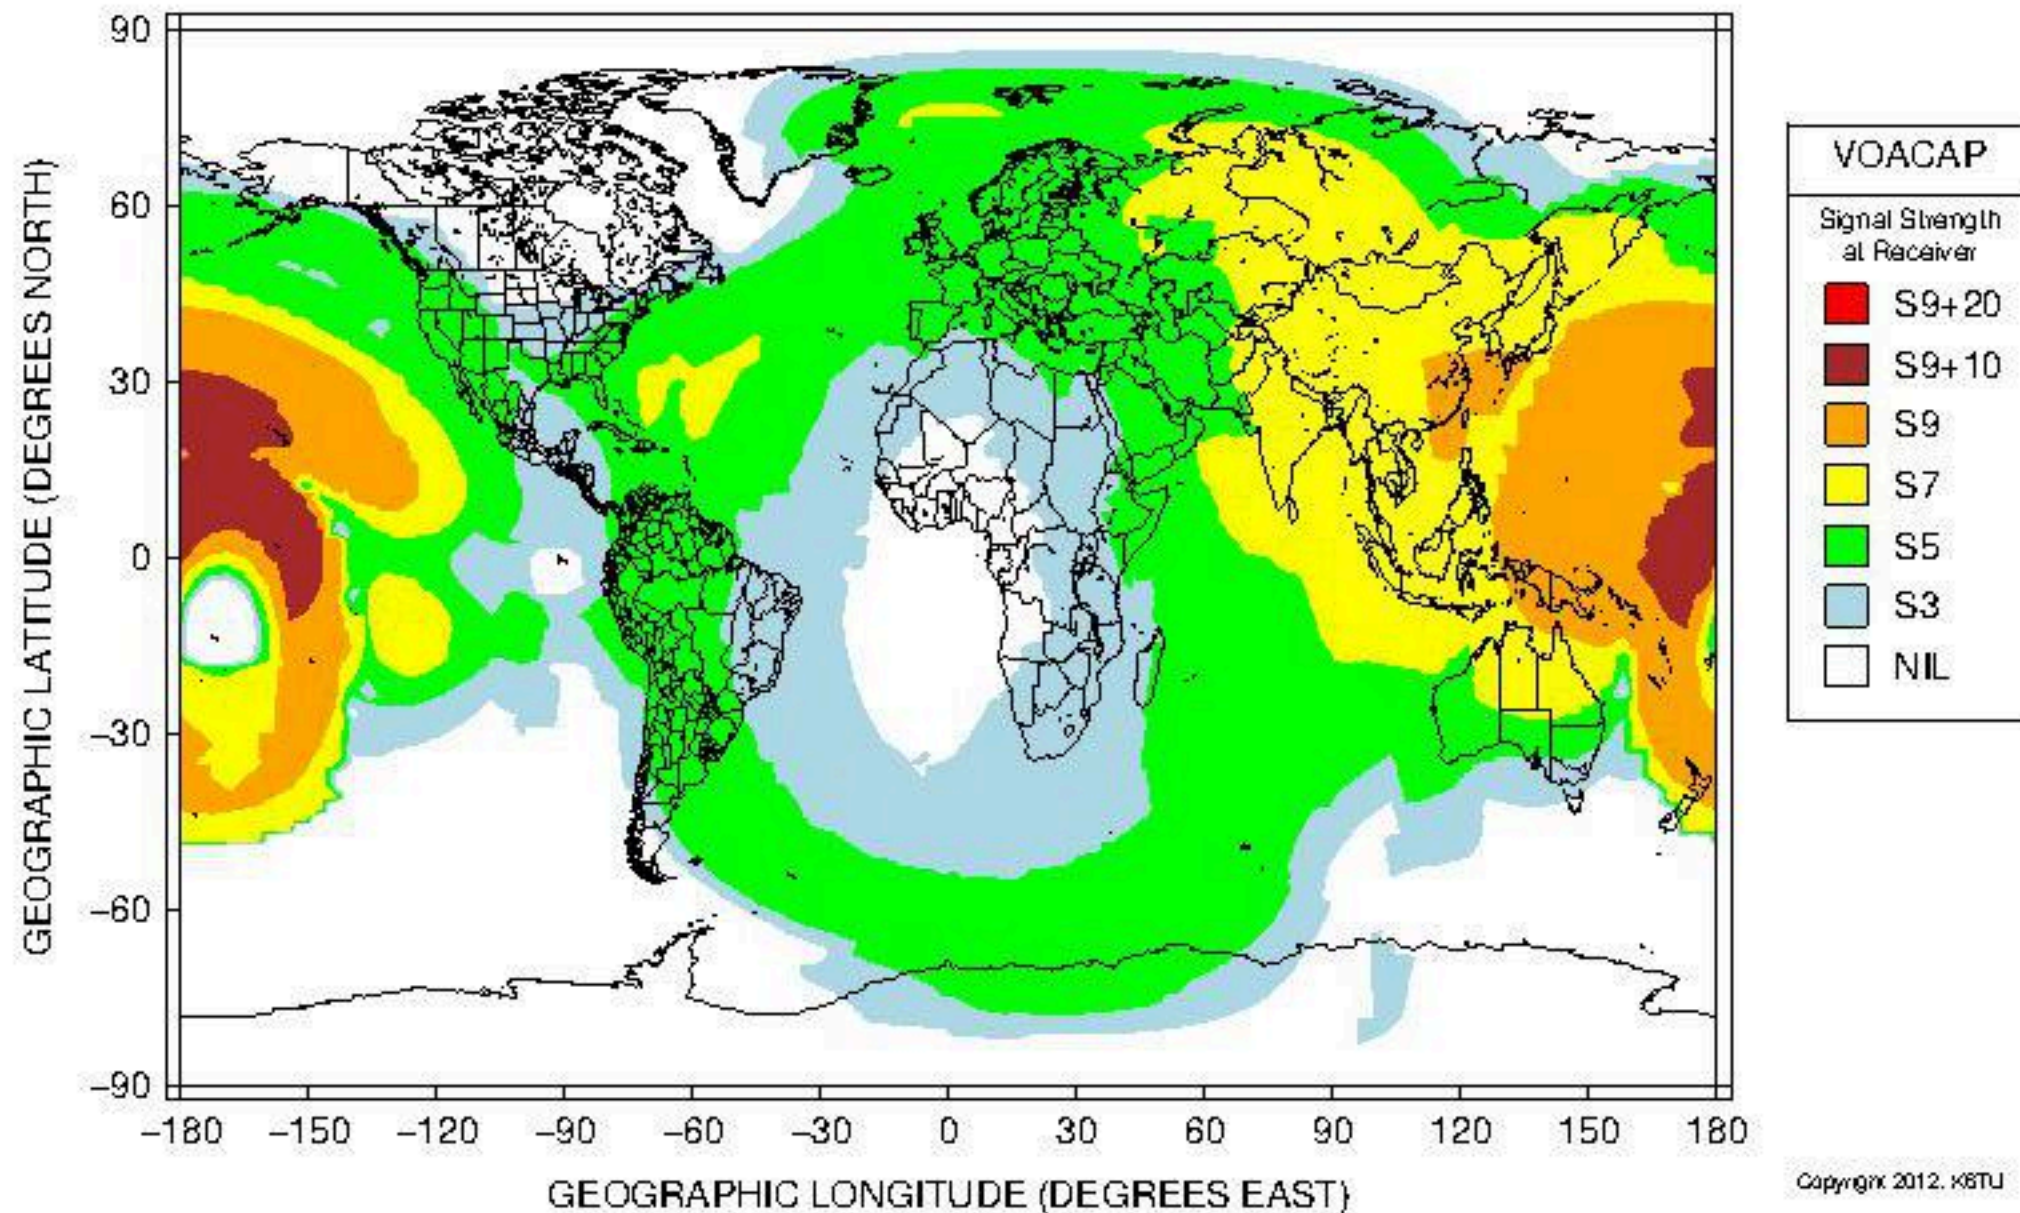 90
60
30
0
−30
−60
−90
GEOGRAPHIC LATITUDE (DEGREES NORTH)
−180 −150 −120 −90 −60 −30 0 30 60 90 120 150 180
GEOGRAPHIC LONGITUDE (DEGREES EAST)
VOACAP
Signal Strength
at Receiver
S9+20
S9+10
S9
S7
S5
S3
NIL
Copyright 2012, K6TU